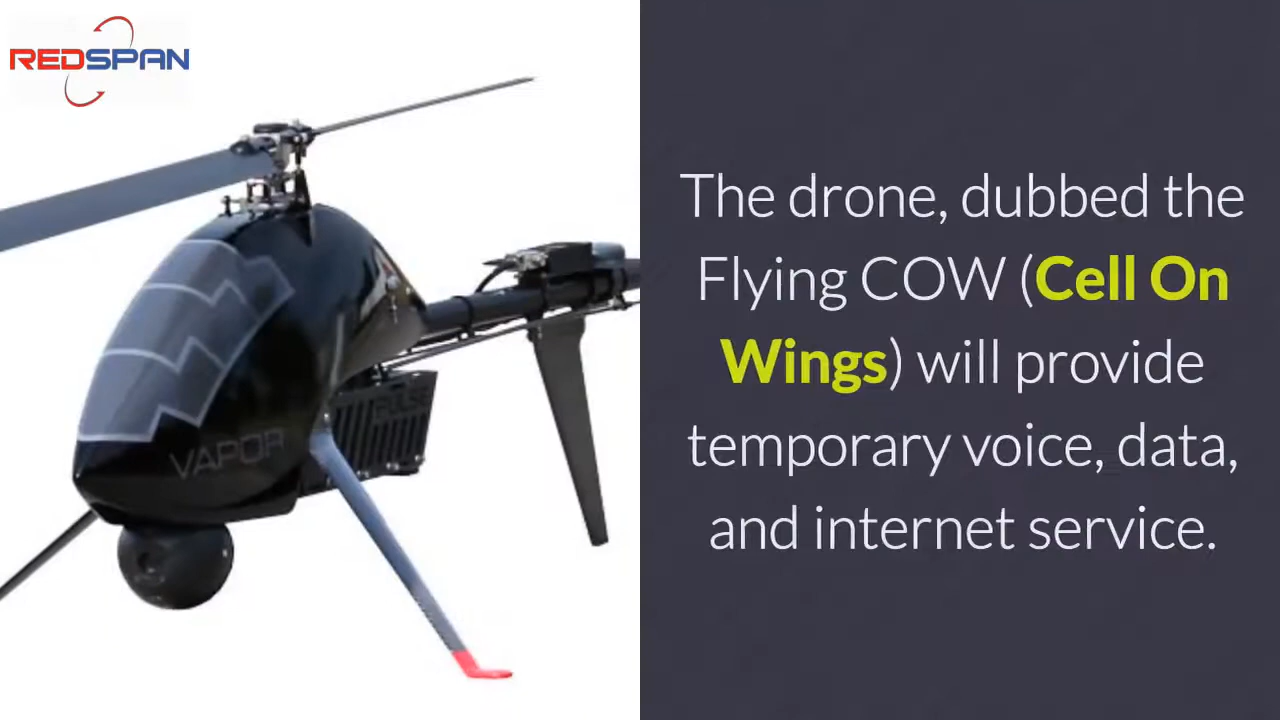 REDSPAN
The drone, dubbed the
Flying COW (Cell On
Wings) will provide
temporary voice, data,
and internet service.
VAPOR
PULSE